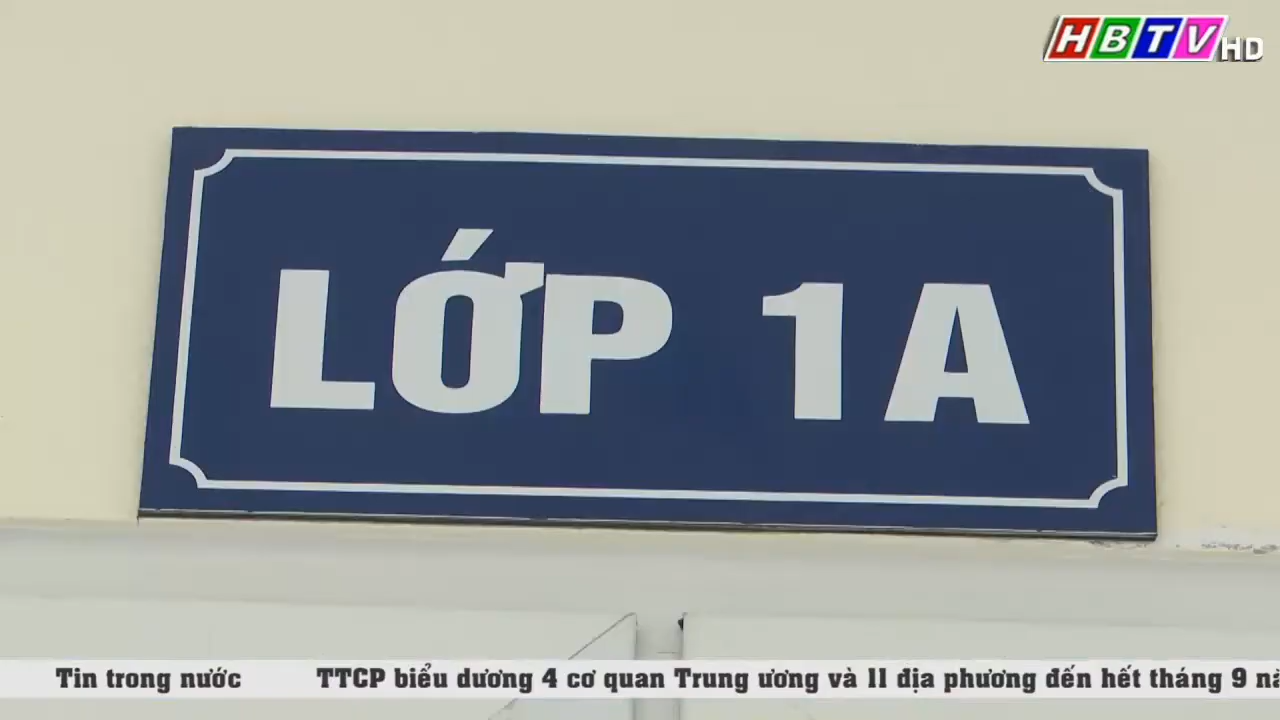 HBTV HD
LỚP 1A
Tin trong nước
TTCP biểu dương 4 cơ quan Trung ương và 11 địa phương đến hết tháng 9